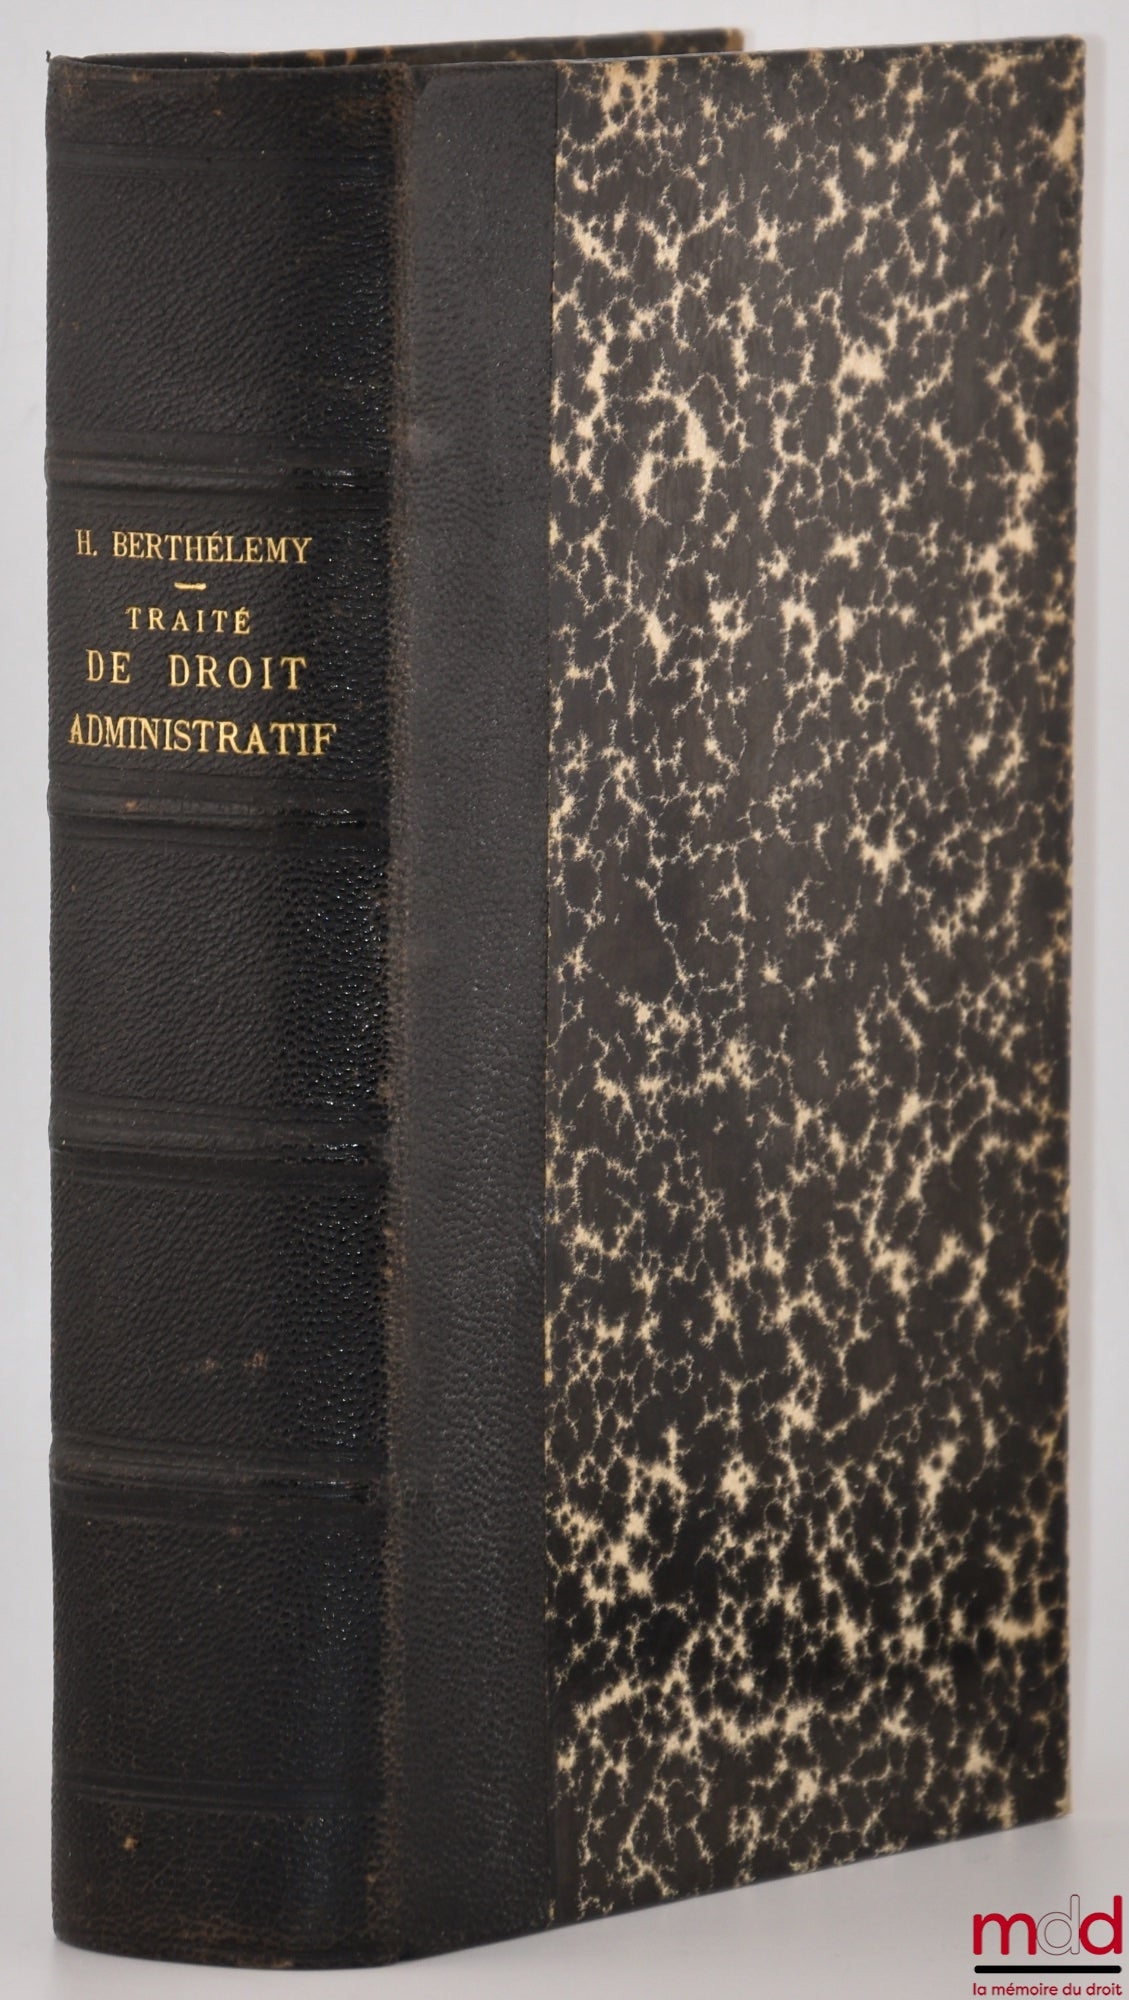 H. BERTHÉLEMY
TRAITÉ
DE DROIT
ADMINISTRATIF
mdd
la mémoire du droit